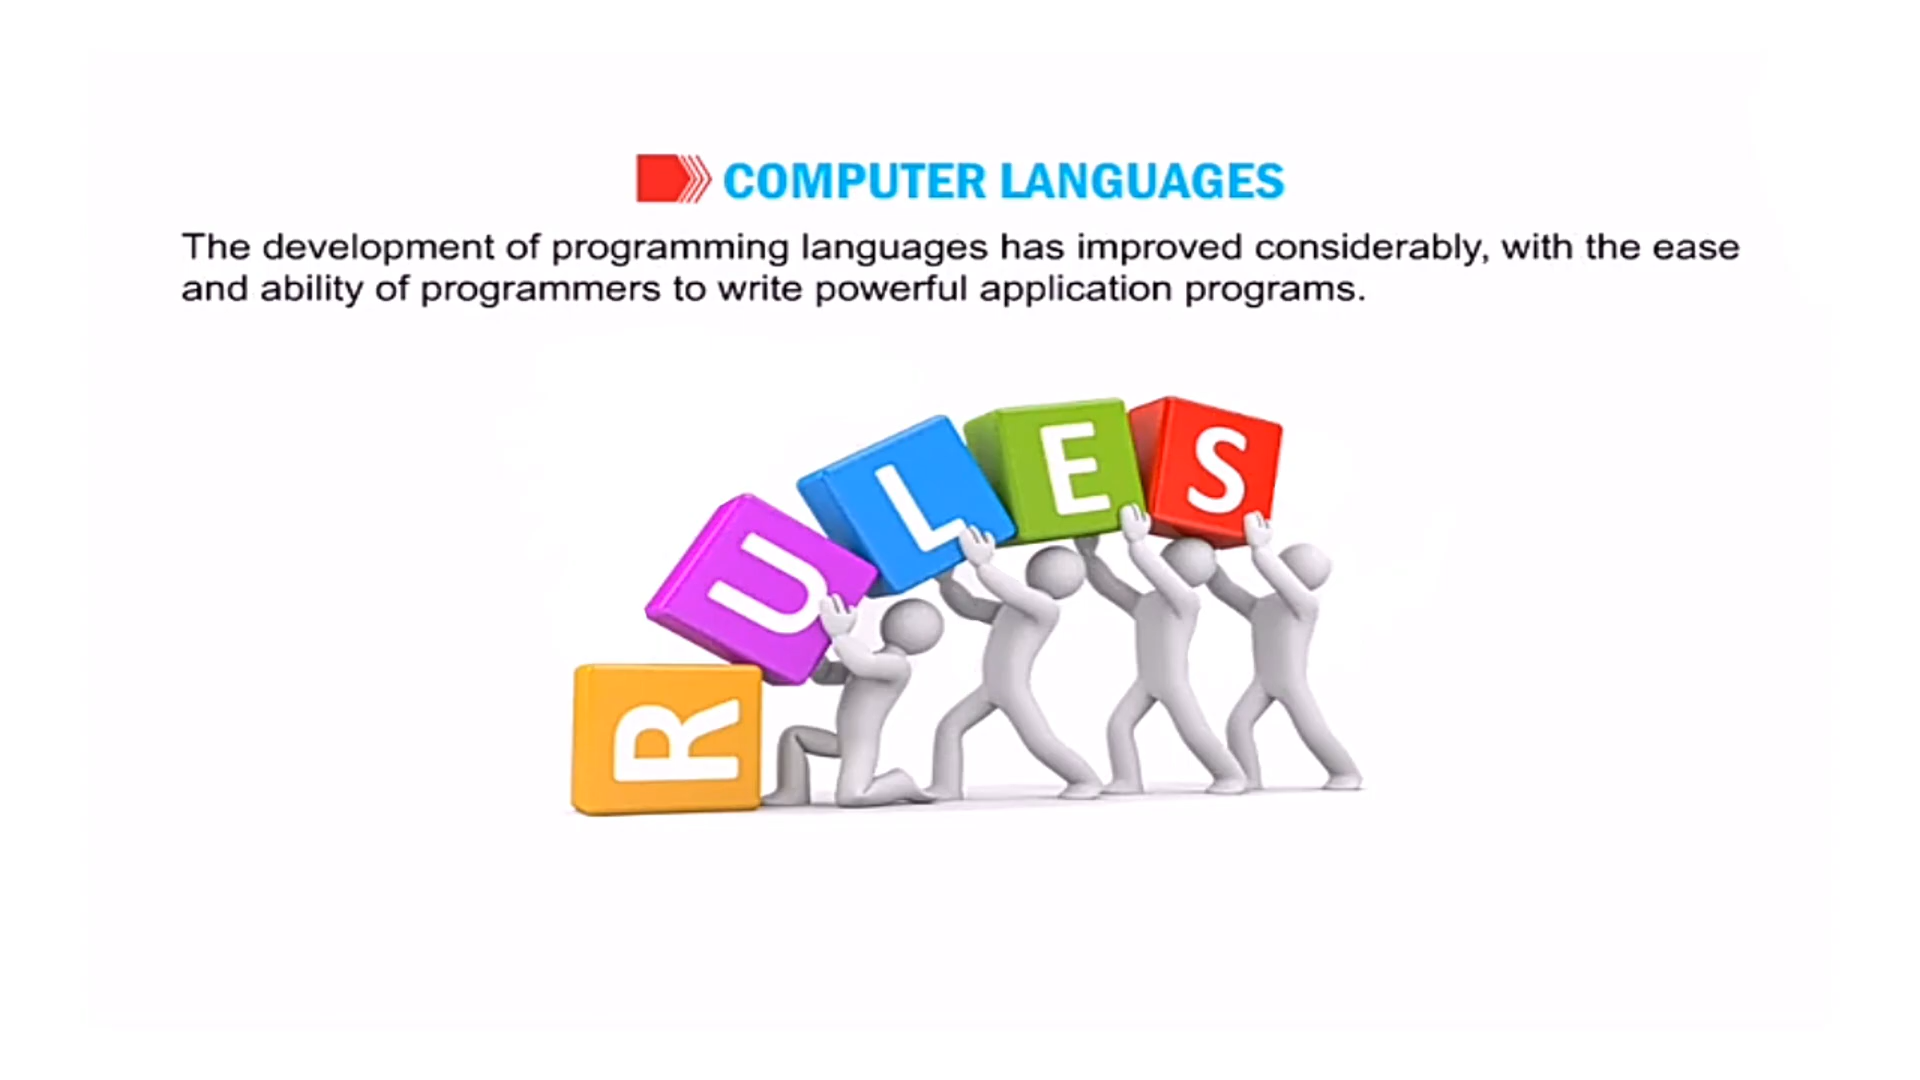 COMPUTER LANGUAGES
The development of programming languages has improved considerably, with the ease
and ability of programmers to write powerful application programs.
RULES